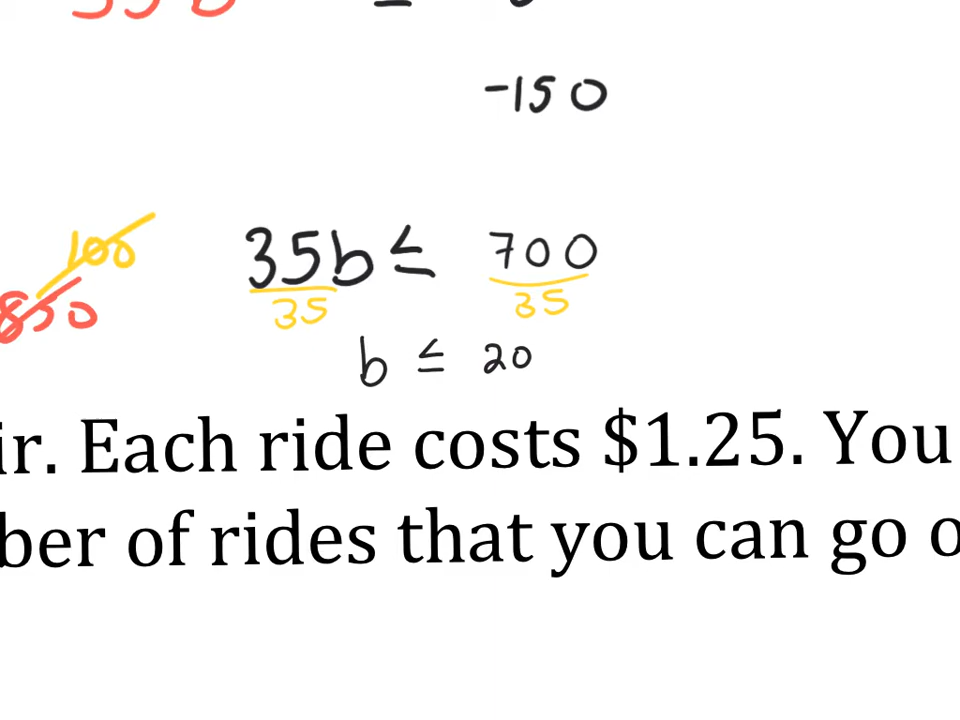 -150
100
35b ≤ 700
850
35 35
b ≤ 20
ir. Each ride costs $1.25. You
ber of rides that you can go o